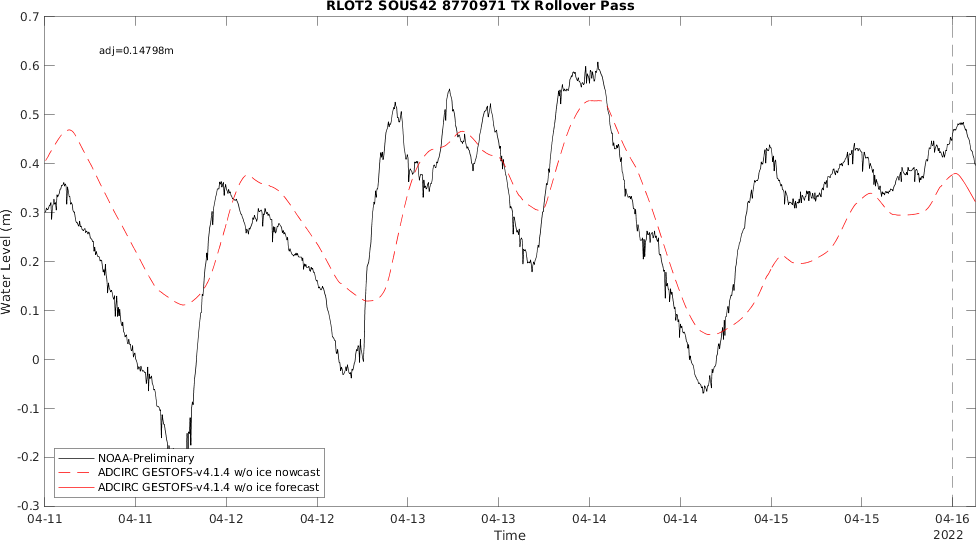 RLOT2 SOUS42 8770971 TX Rollover Pass
adj=0.14798m
Water Level (m)
0.7
0.6
0.5
0.4
0.3
0.2
0.1
0
-0.1
-0.2
-0.3
NOAA-Preliminary
ADCIRC GESTOFS-v4.1.4 w/o ice nowcast
ADCIRC GESTOFS-v4.1.4 w/o ice forecast
04-11 04-11 04-12 04-12 04-13 04-13 04-14 04-14 04-15 04-15 04-16
2022
Time